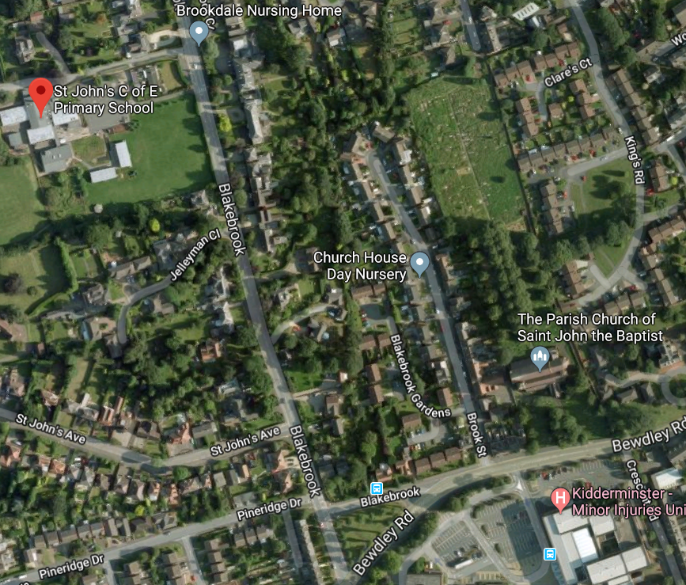 Brookdale Nursing Home
St John's C of E
Primary School
Clare's Ct
King's Rd
Blakebrook
Jelleyman Cl
Church House
Day Nursery
The Parish Church of
Saint John the Baptist
Blakebrook Gardens
Brook St
St John's Ave
St John's Ave
Blakebrook
Bewdley Rd
Pineridge Dr
Blakebrook
Bewdley Rd
H
Kidderminster -
Minor Injuries Uni
Pineridge Dr